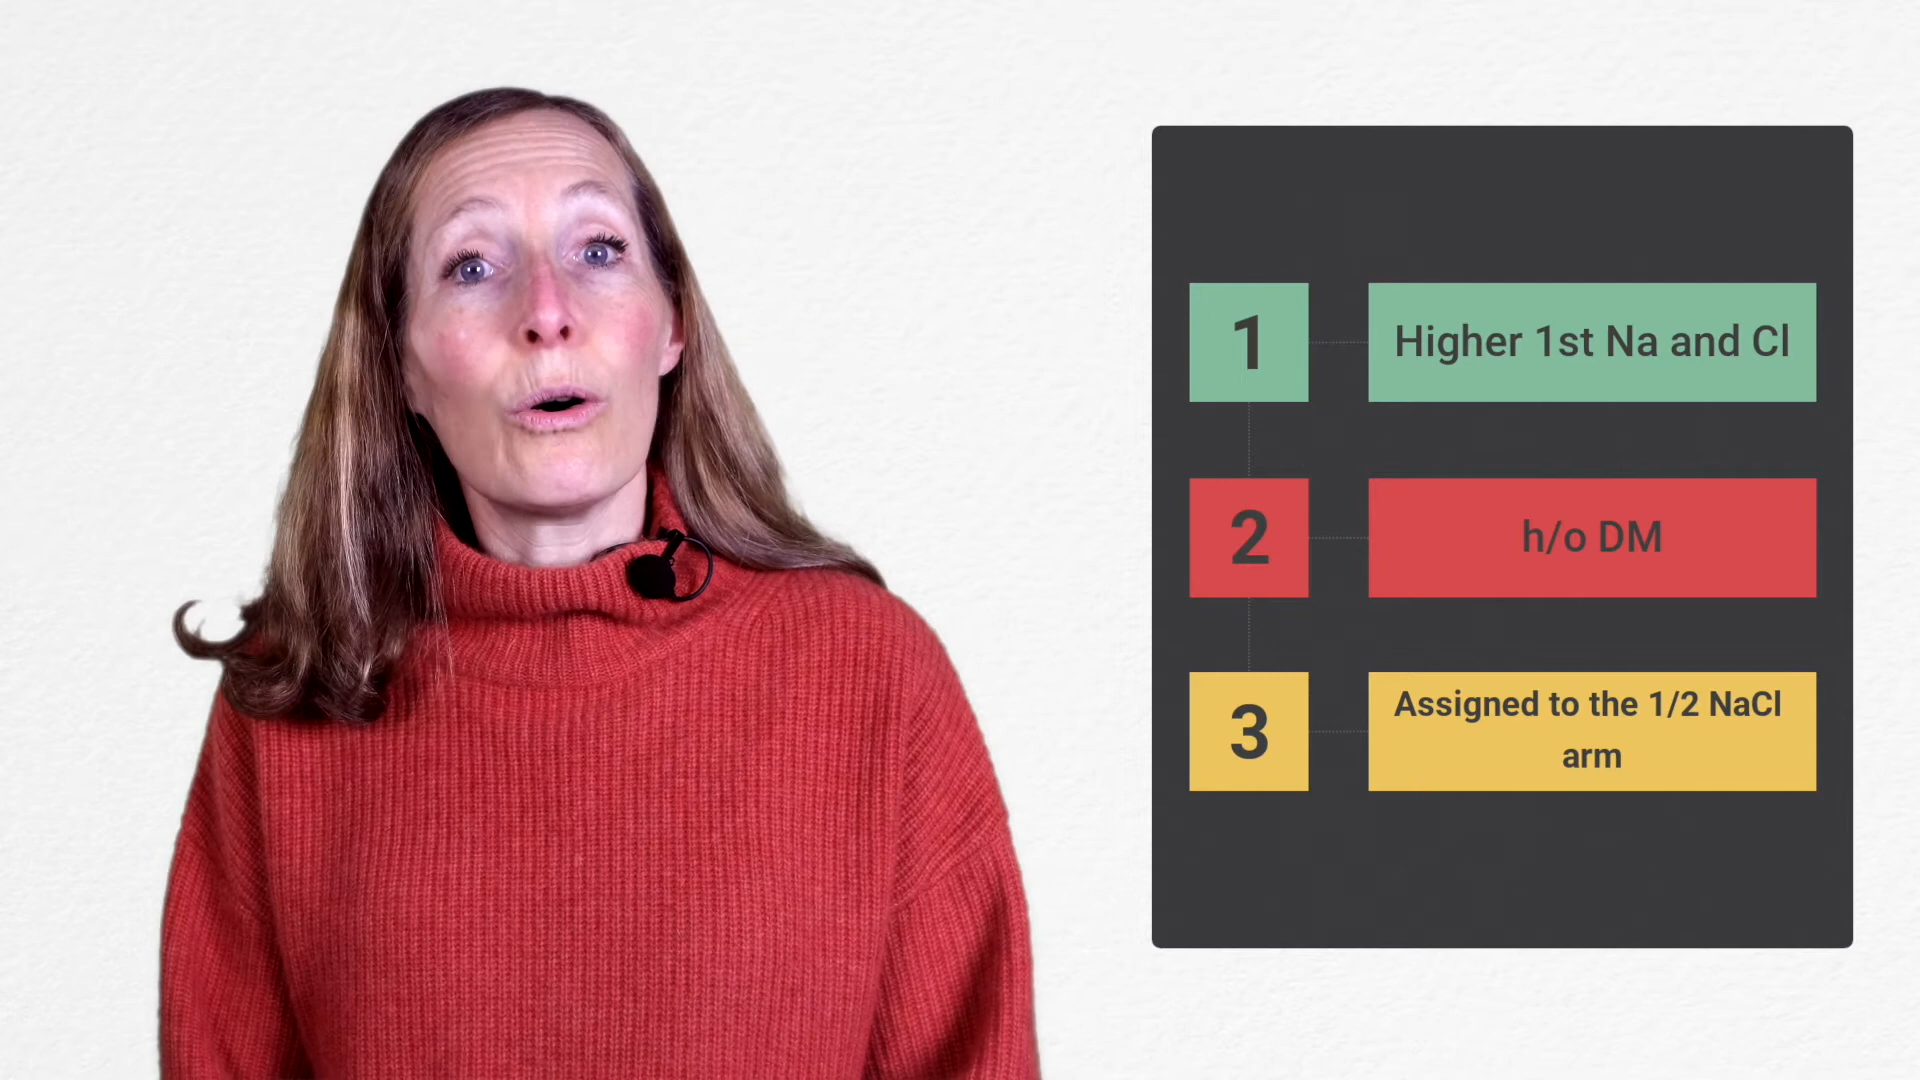 1
Higher 1st Na and Cl
2
h/o DM
3
Assigned to the 1/2 NaCl
arm